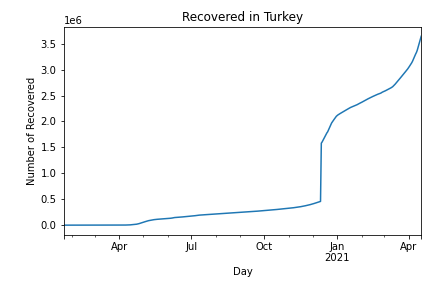 Recovered in Turkey
1e6
3.5
3.0
2.5
2.0
1.5
1.0
0.5
0.0
Number of Recovered
Apr
Jul
Oct
Jan
2021
Apr
Day